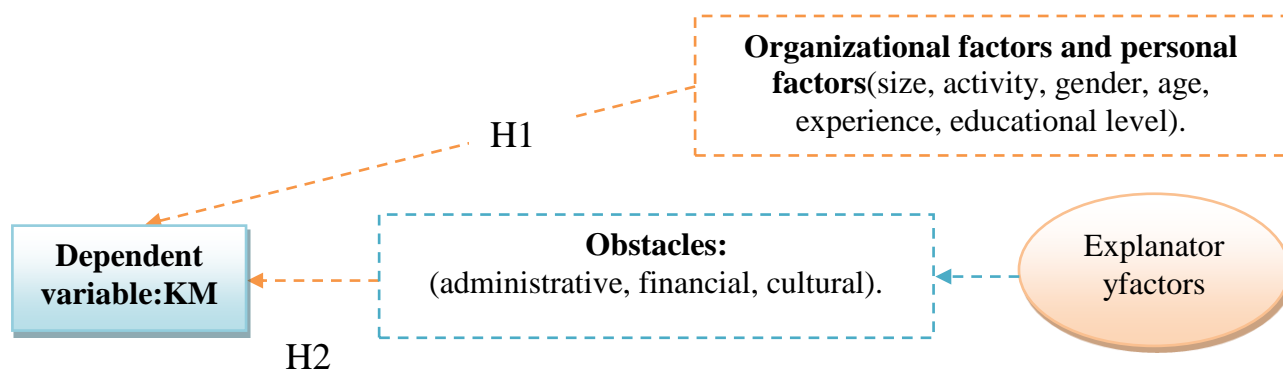 Organizational factors and personal
factors(size, activity, gender, age,
experience, educational level).
H1
Dependent
variable:KM
Obstacles:
(administrative, financial, cultural).
Explanator
yfactors
H2